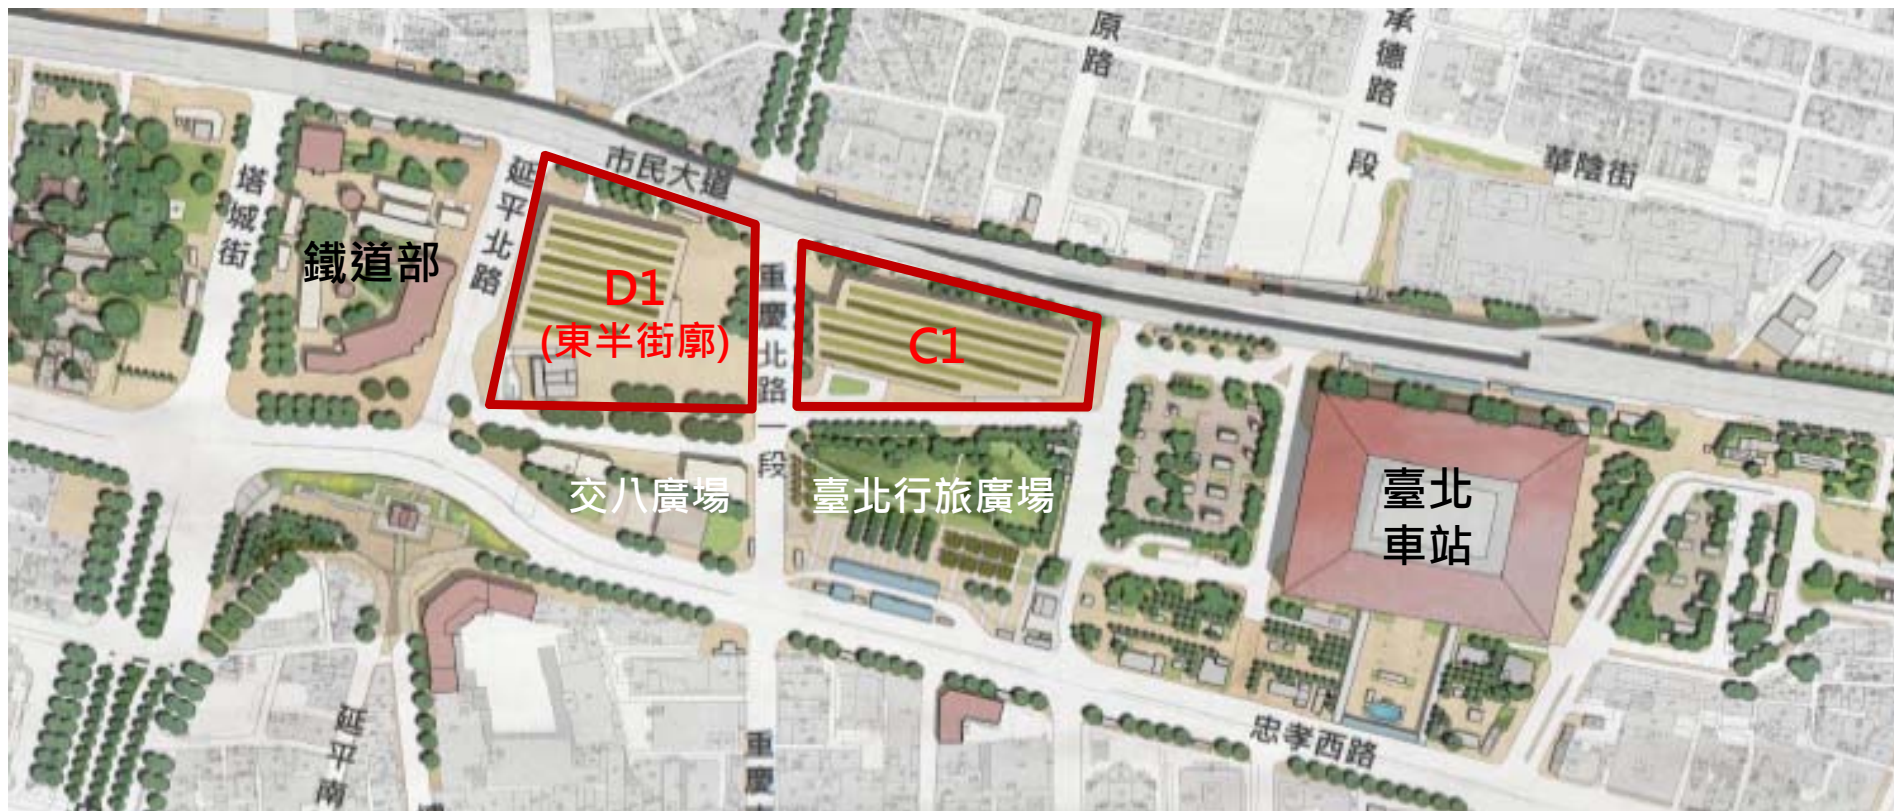 原路
承德路一段
華陰街
市民大道
塔城街
延平北路
鐵道部
D1
(東半街廓)
重慶北路一段
C1
交八廣場
臺北行旅廣場
臺北
車站
忠孝西路
延平南
重慶